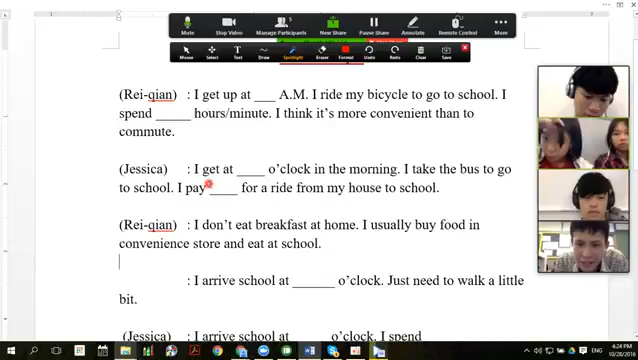 Mute
Stop Video
Manage Participants
5
New Share
Pause Share
Annotate
Remote Control
More
Mouse
Select
Text
Draw
Spotlight
Eraser
Format
Undo
Redo
Clear
Save
(Rei-qian) : I get up at ___ A.M. I ride my bicycle to go to school. I
spend _____ hours/minute. I think it's more convenient than to
commute.
(Jessica) : I get at ____ o'clock in the morning. I take the bus to go
to school. I pay ____ for a ride from my house to school.
(Rei-qian) : I don't eat breakfast at home. I usually buy food in
convenience store and eat at school.
: I arrive school at ______ o'clock. Just need to walk a little
bit.
(Jessica) : I arrive school at ______ o'clock. I spend
4:24 PM
10/28/2016